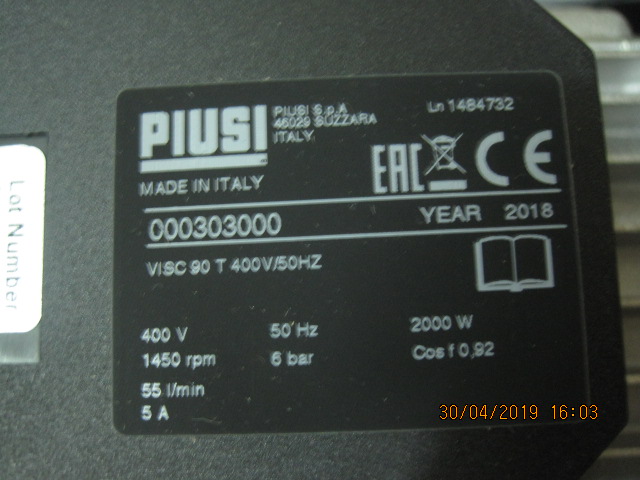 PIUSI
PIUSI S.p.A
46029 SUZZARA
ITALY
Ln 1484732
EAC CE
MADE IN ITALY
000303000 YEAR 2018
VISC 90 T 400V/50HZ
400 V 50 Hz 2000 W
1450 rpm 6 bar Cos f 0,92
55 l/min
5 A
Lot Number
30/04/2019 16:03